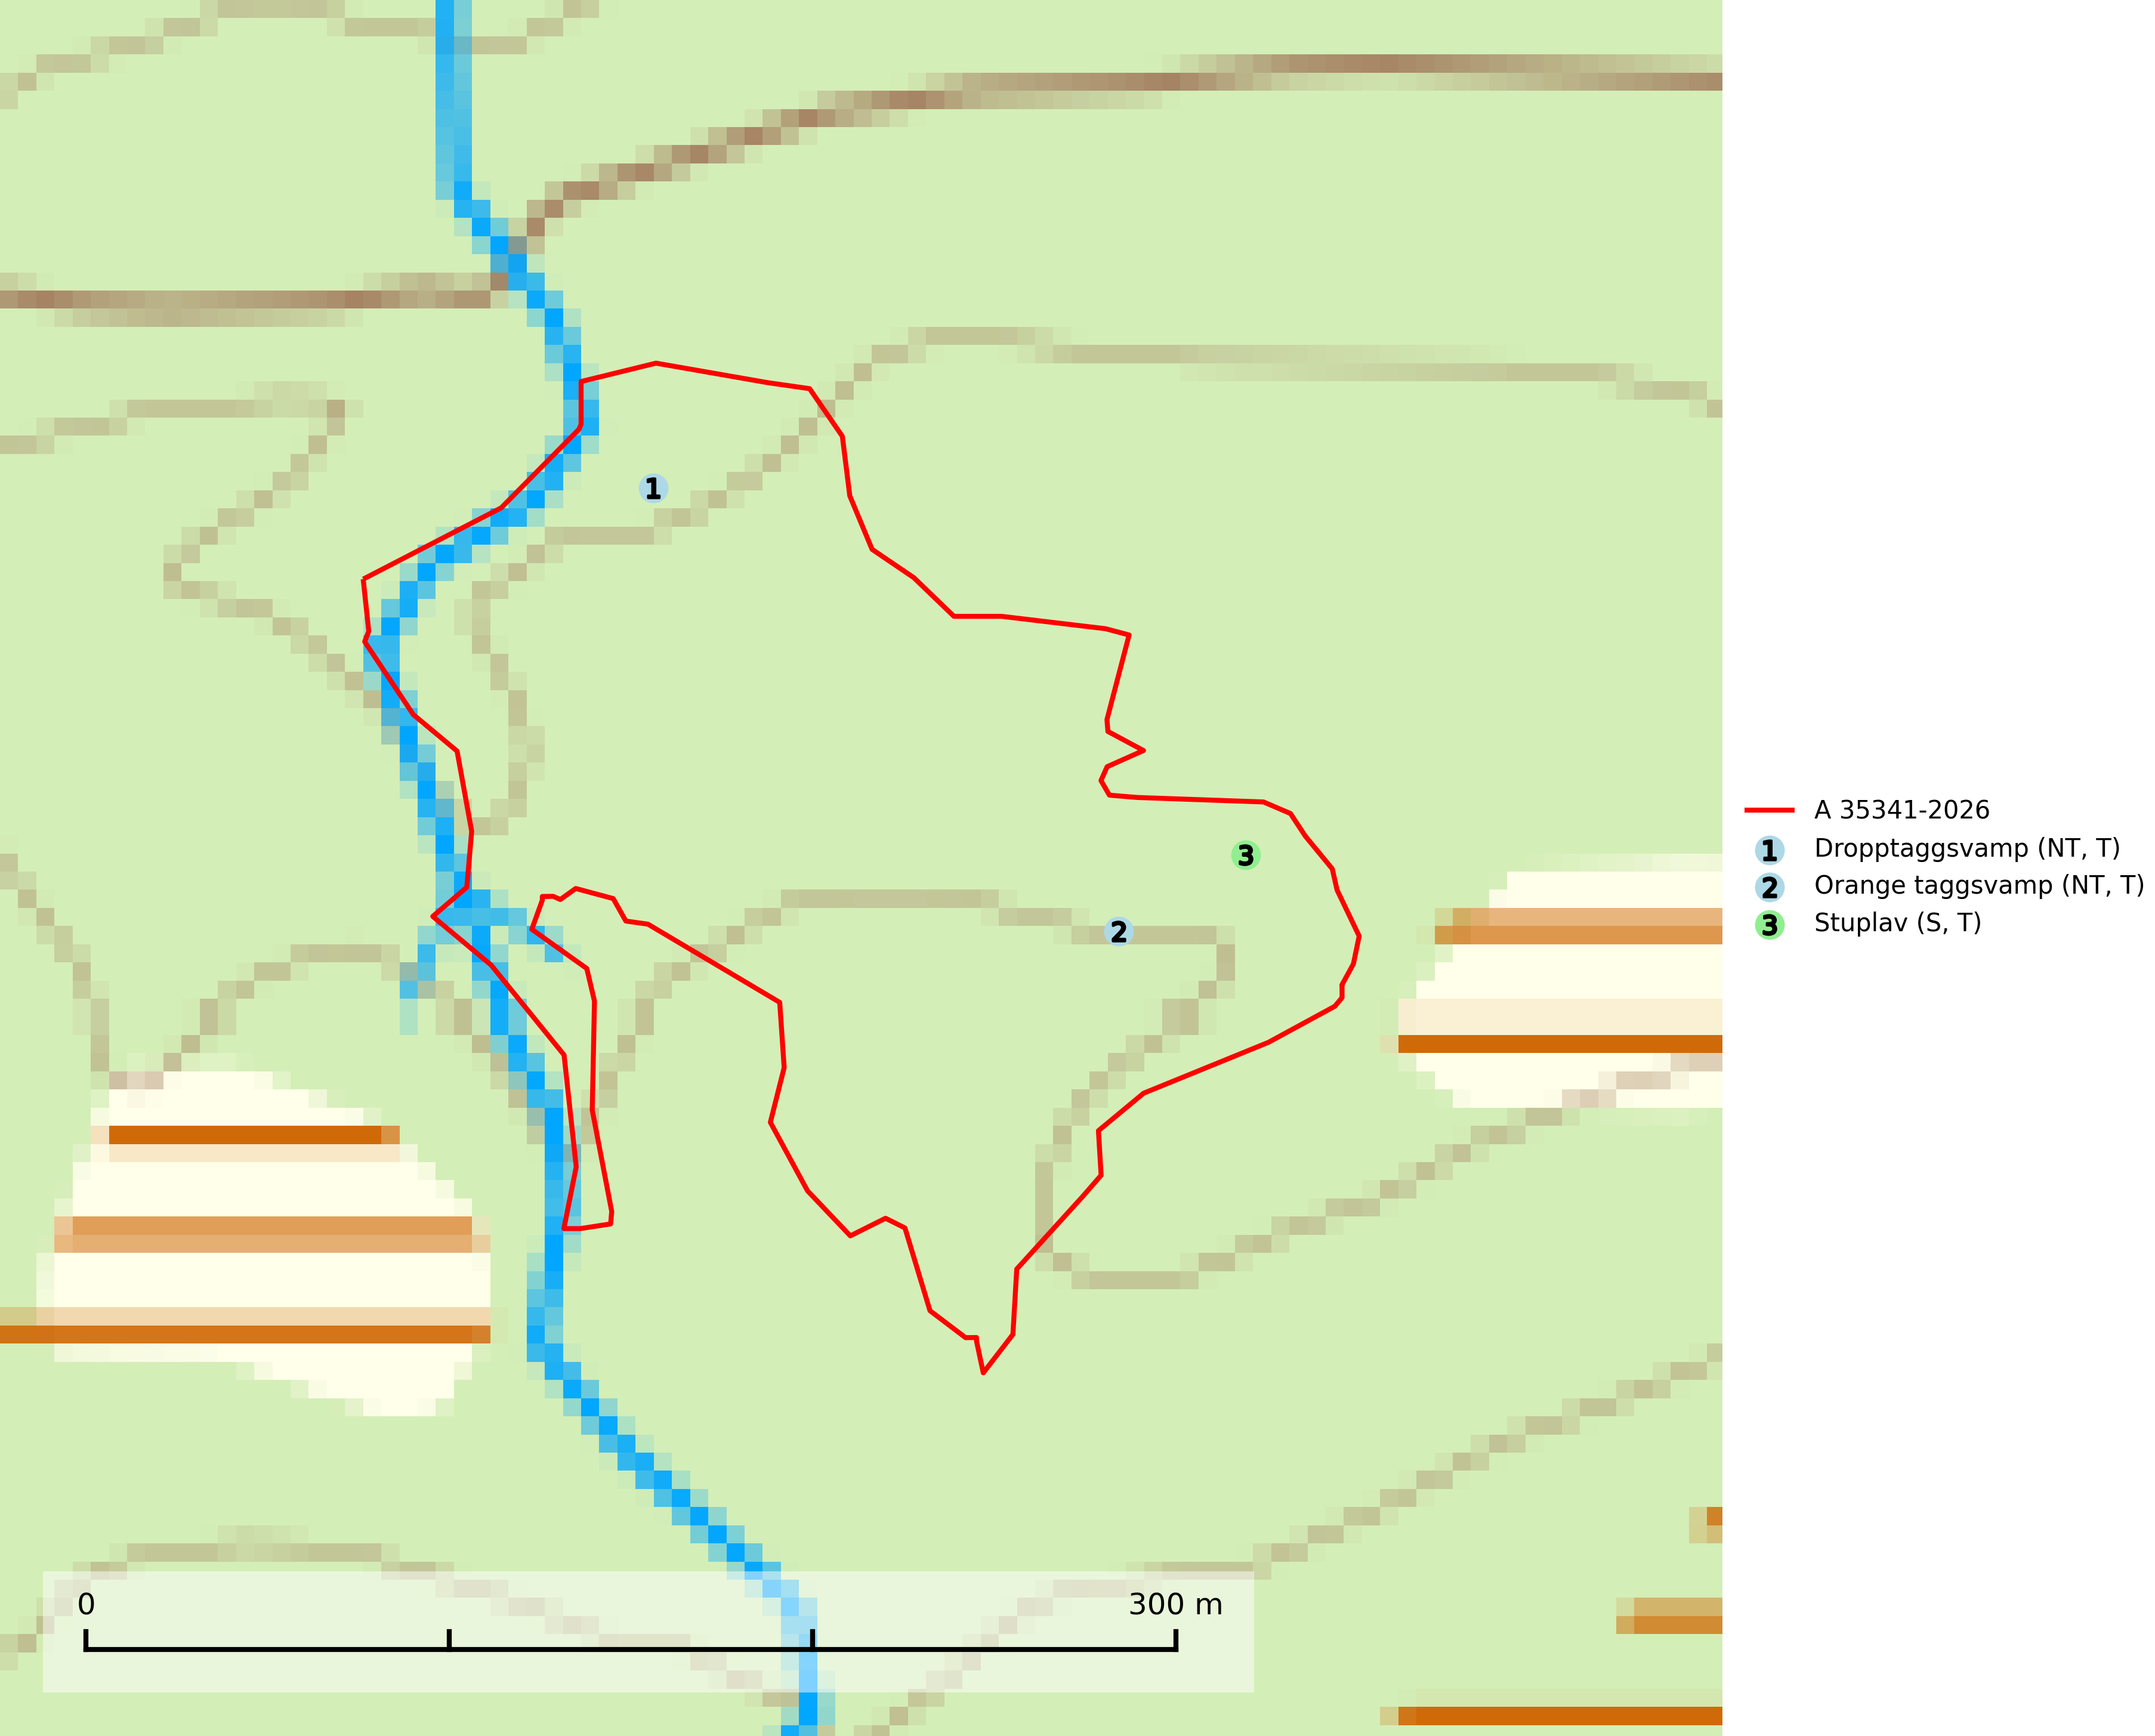 1
3
2
A 35341-2026
1 Dropptaggsvamp (NT, T)
2 Orange taggsvamp (NT, T)
3 Stuplav (S, T)
0 300 m